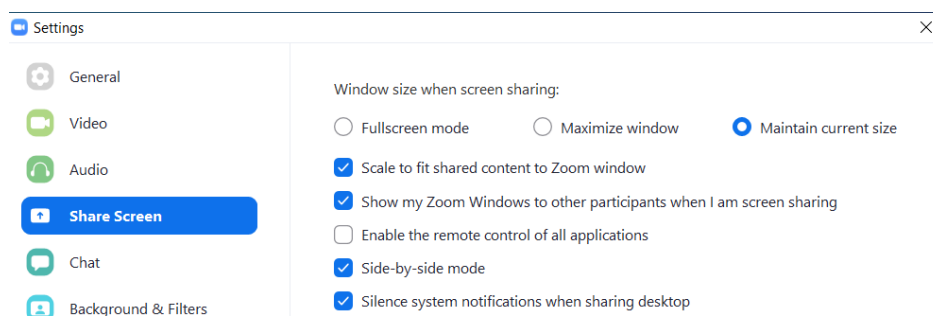 Settings
General
Video
Audio
Share Screen
Chat
Background & Filters
Window size when screen sharing:
Fullscreen mode Maximize window Maintain current size
Scale to fit shared content to Zoom window
Show my Zoom Windows to other participants when I am screen sharing
Enable the remote control of all applications
Side-by-side mode
Silence system notifications when sharing desktop